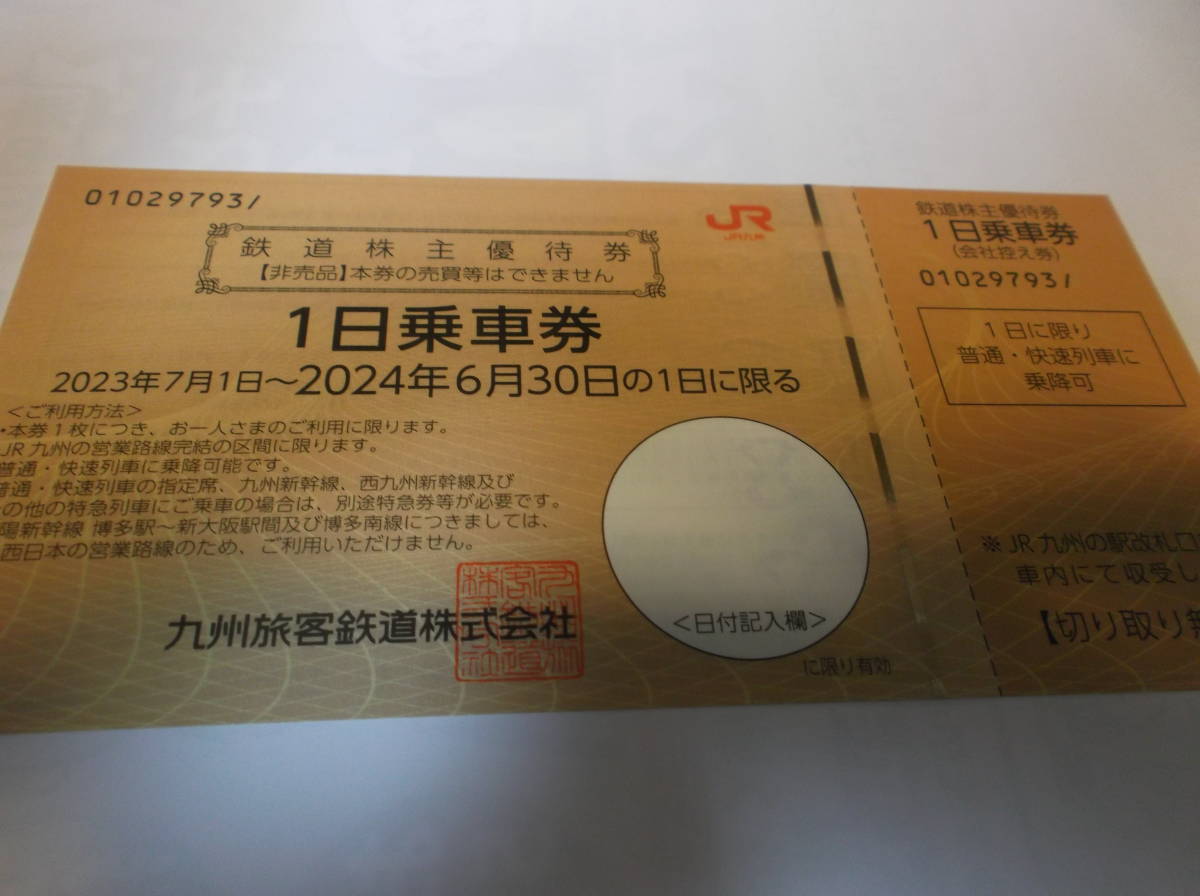 01029793/
JR
JR九州
鉄道株主優待券
【非売品】本券の売買等はできません
1日乗車券
2023年7月1日～2024年6月30日の1日に限る
＜ご利用方法＞
・本券1枚につき、お一人さまのご利用に限ります。
JR九州の営業路線完結の区間に限ります。
普通・快速列車に乗降可能です。
普通・快速列車の指定席、九州新幹線、西九州新幹線及び
の他の特急列車にご乗車の場合は、別途特急券等が必要です。
陽新幹線 博多駅～新大阪駅間及び博多南線につきましては、
西日本の営業路線のため、ご利用いただけません。
九州旅客鉄道株式会社
＜日付記入欄＞
に限り有効
鉄道株主優待券
1日乗車券
(会社控え券)
01029793/
1日に限り
普通・快速列車に
乗降可
※JR九州の駅改札口
車内にて収受し
【切り取り